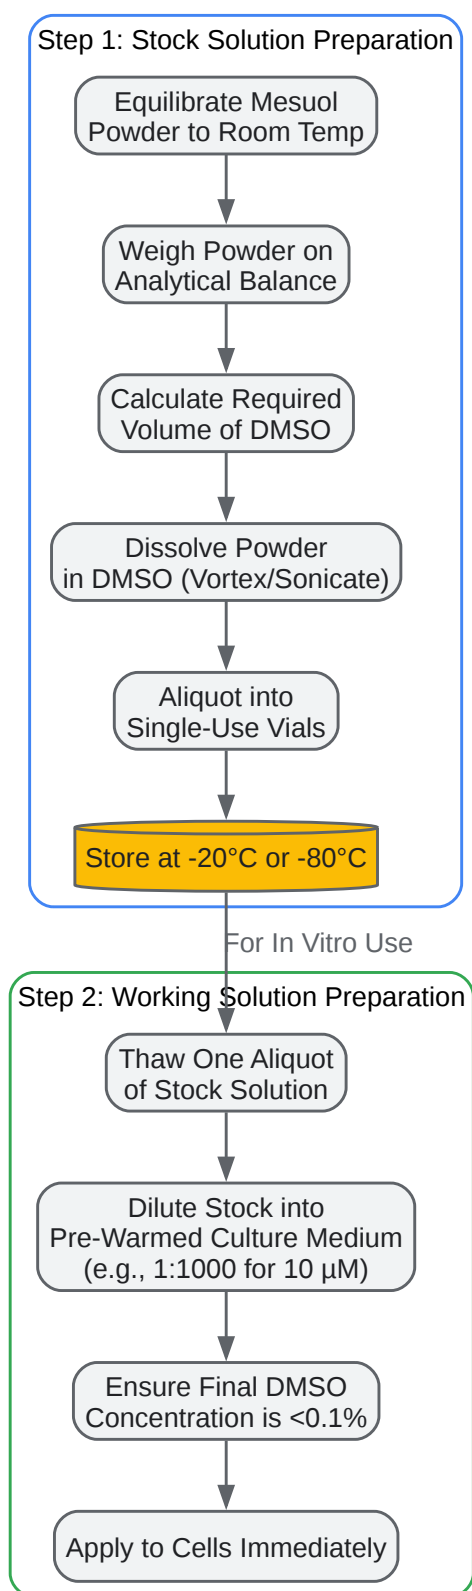 Step 1: Stock Solution Preparation
Equilibrate Mesuol
Powder to Room Temp
Weigh Powder on
Analytical Balance
Calculate Required
Volume of DMSO
Dissolve Powder
in DMSO (Vortex/Sonicate)
Aliquot into
Single-Use Vials
Store at -20°C or -80°C
For In Vitro Use
Step 2: Working Solution Preparation
Thaw One Aliquot
of Stock Solution
Dilute Stock into
Pre-Warmed Culture Medium
(e.g., 1:1000 for 10 µM)
Ensure Final DMSO
Concentration is <0.1%
Apply to Cells Immediately